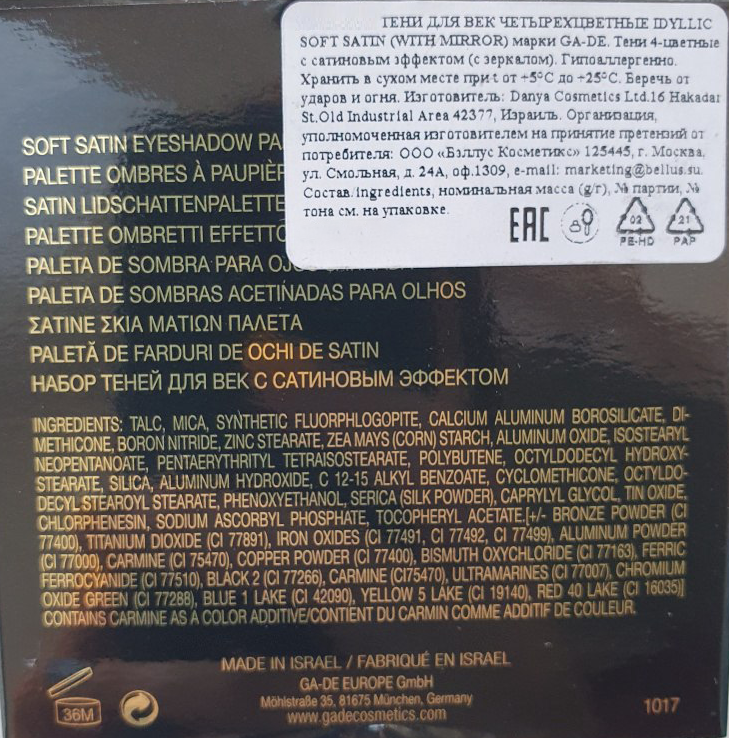 ТЕНИ ДЛЯ ВЕК ЧЕТЫРЕХЦВЕТНЫЕ IDYLLIC
SOFT SATIN (WITH MIRROR) марки GA-DE. Тени 4-цветные
с сатиновым эффектом (с зеркалом). Гипоаллергенно.
Хранить в сухом месте при t от +5°C до +25°C. Беречь от
ударов и огня. Изготовитель: Danya Cosmetics Ltd.16 Hakadar
St.Old Industrial Area 42377, Израиль. Организация,
уполномоченная изготовителем на принятие претензий от
потребителя: ООО «Бэллус Косметикс» 125445, г. Москва,
ул. Смольная, д. 24А, оф.1309, e-mail: marketing@bellus.su.
Состав/ingredients, номинальная масса (g/г), № партии, №
тона см. на упаковке.
EAC 02 21
PE-HD PAP
SOFT SATIN EYESHADOW PA
PALETTE OMBRES À PAUPIÈR
SATIN LIDSCHATTENPALETTE
PALETTE OMBRETTI EFFETTO
PALETA DE SOMBRA PARA
PALETA DE SOMBRAS ACETINADAS PARA OLHOS
ΣΑΤΙΝΕ ΣΚΙΑ ΜΑΤΙΩΝ ΠΑΛΕΤΑ
PALETĂ DE FARDURI DE OCHI DE SATIN
НАБОР ТЕНЕЙ ДЛЯ ВЕК С САТИНОВЫМ ЭФФЕКТОМ
INGREDIENTS: TALC, MICA, SYNTHETIC FLUORPHLOGOPITE, CALCIUM ALUMINUM BOROSILICATE, DI-
METHICONE, BORON NITRIDE, ZINC STEARATE, ZEA MAYS (CORN) STARCH, ALUMINUM OXIDE, ISOSTEARYL
NEOPENTANOATE, PENTAERYTHRITYL TETRAISOSTEARATE, POLYBUTENE, OCTYLDODECYL HYDROXY-
STEARATE, SILICA, ALUMINUM HYDROXIDE, C 12-15 ALKYL BENZOATE, CYCLOMETHICONE, OCTYLDO-
DECYL STEAROYL STEARATE, PHENOXYETHANOL, SERICA (SILK POWDER), CAPRYLYL GLYCOL, TIN OXIDE,
CHLORPHENESIN, SODIUM ASCORBYL PHOSPHATE, TOCOPHERYL ACETATE.[+/- BRONZE POWDER (CI
77400), TITANIUM DIOXIDE (CI 77891), IRON OXIDES (CI 77491, CI 77492, CI 77499), ALUMINUM POWDER
(CI 77000), CARMINE (CI 75470), COPPER POWDER (CI 77400), BISMUTH OXYCHLORIDE (CI 77163), FERRIC
FERROCYANIDE (CI 77510), BLACK 2 (CI 77266), CARMINE (CI75470), ULTRAMARINES (CI 77007), CHROMIUM
OXIDE GREEN (CI 77288), BLUE 1 LAKE (CI 42090), YELLOW 5 LAKE (CI 19140), RED 40 LAKE (CI 16035)]
CONTAINS CARMINE AS A COLOR ADDITIVE/CONTIENT DU CARMIN COMME ADDITIF DE COULEUR.
MADE IN ISRAEL / FABRIQUÉ EN ISRAEL
GA-DE EUROPE GmbH
Möhlstraße 35, 81675 München, Germany
www.gadecosmetics.com
36M
1017